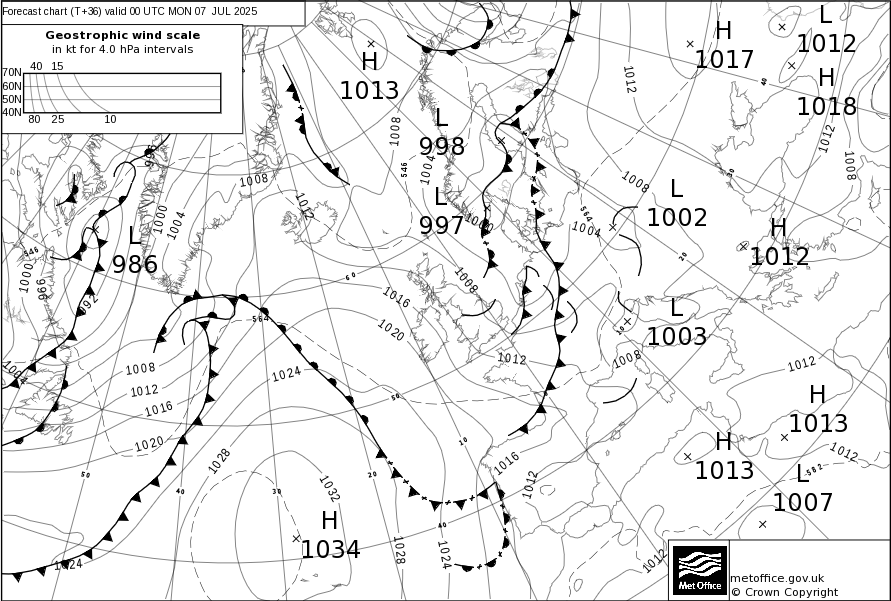 Forecast chart (T+36) valid 00 UTC MON 07 JUL 2025
Geostrophic wind scale
in kt for 4.0 hPa intervals
40 15
70N
60N
50N
40N
80 25 10
H
1013
H
1017
L
1012
H
1018
L
998
L
997
L
1002
H
1012
L
986
L
1003
H
1013
H
1013
L
1007
H
1034
1012
1012
1008
1008
1004
546
1008
1012
996
1000
1004
1008
564
1004
1000
20
30
40
546
1000
996
992
60
1016
1020
1008
10
564
1012
1008
1012
1004
1008
1012
1016
1020
1024
50
10
1028
1032
1016
1012
1012
582
50
40
30
20
40
1024
1028
1024
1012
Met Office
metoffice.gov.uk
© Crown Copyright